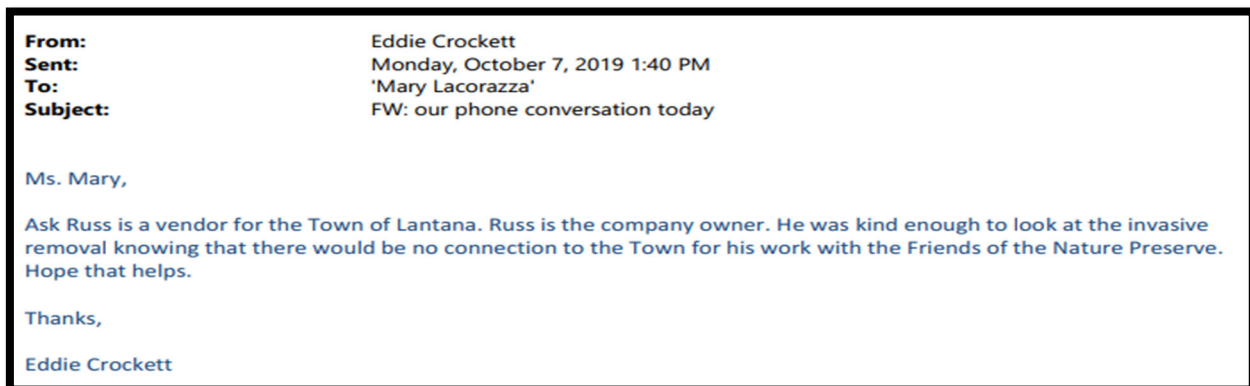 From: Eddie Crockett
Sent: Monday, October 7, 2019 1:40 PM
To: 'Mary Lacorazza'
Subject: FW: our phone conversation today
Ms. Mary,
Ask Russ is a vendor for the Town of Lantana. Russ is the company owner. He was kind enough to look at the invasive
removal knowing that there would be no connection to the Town for his work with the Friends of the Nature Preserve.
Hope that helps.
Thanks,
Eddie Crockett